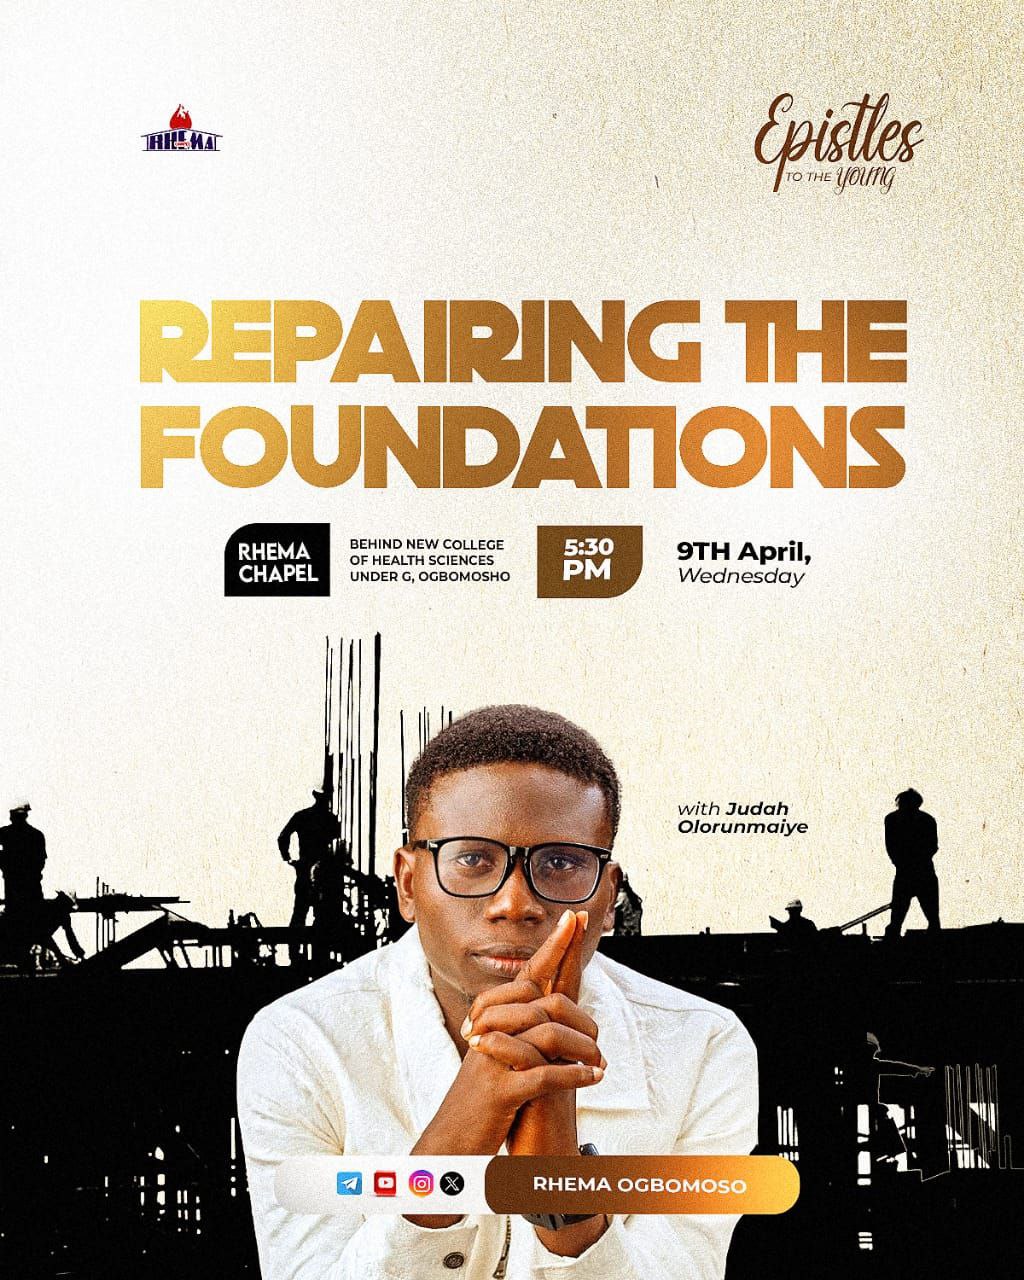 RHEMA
Epistles
TO THE YOUNG
REPAIRING THE
FOUNDATIONS
RHEMA
CHAPEL
BEHIND NEW COLLEGE
OF HEALTH SCIENCES
UNDER G, OGBOMOSHO
5:30
PM
9TH April,
Wednesday
with Judah
Olorunmaiye
RHEMA OGBOMOSO